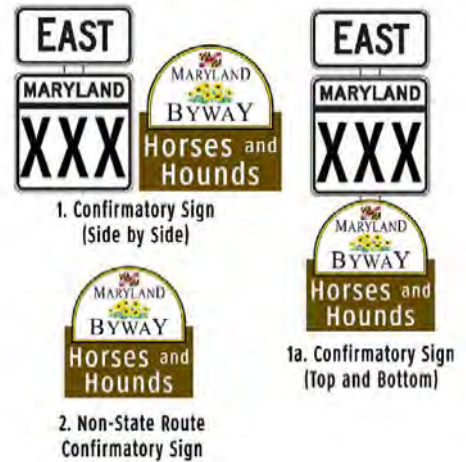 EAST
MARYLAND
XXX
MARYLAND
BYWAY
Horses and
Hounds
1. Confirmatory Sign
(Side by Side)
EAST
MARYLAND
XXX
MARYLAND
BYWAY
Horses and
Hounds
1a. Confirmatory Sign
(Top and Bottom)
MARYLAND
BYWAY
Horses and
Hounds
2. Non-State Route
Confirmatory Sign